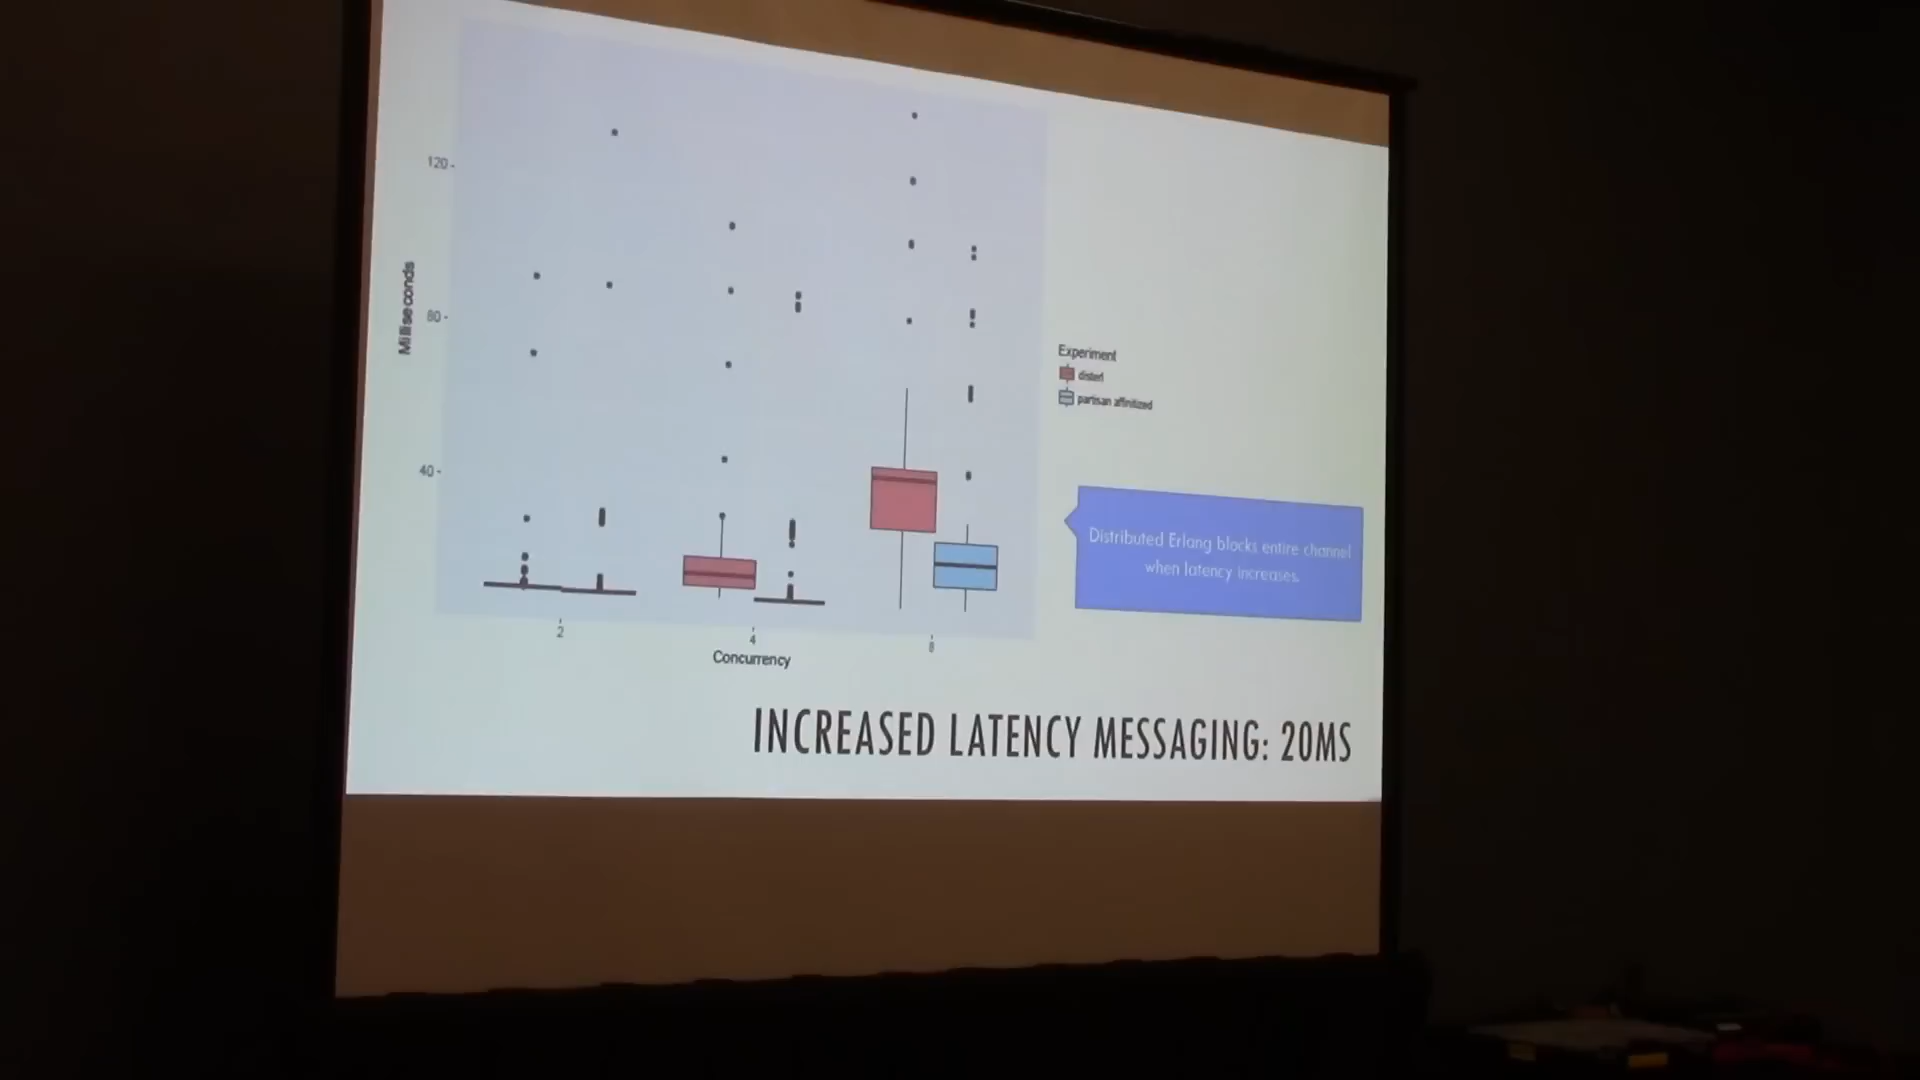 120
80
40
Milliseconds
2
4
8
Concurrency
Experiment
disterl
partisan affinitized
Distributed Erlang blocks entire channel
when latency increases.
INCREASED LATENCY MESSAGING: 20MS